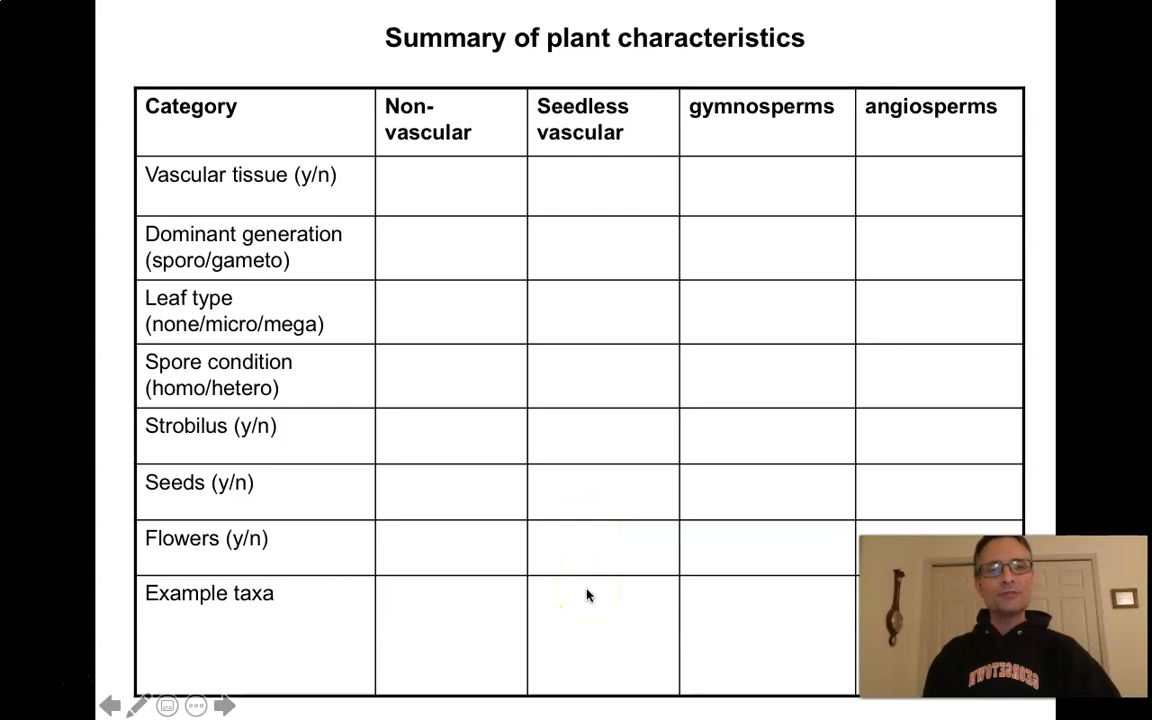 Summary of plant characteristics
Category
Non-
vascular
Seedless
vascular
gymnosperms
angiosperms
Vascular tissue (y/n)
Dominant generation
(sporo/gameto)
Leaf type
(none/micro/mega)
Spore condition
(homo/hetero)
Strobilus (y/n)
Seeds (y/n)
Flowers (y/n)
Example taxa
GEORGETOWN